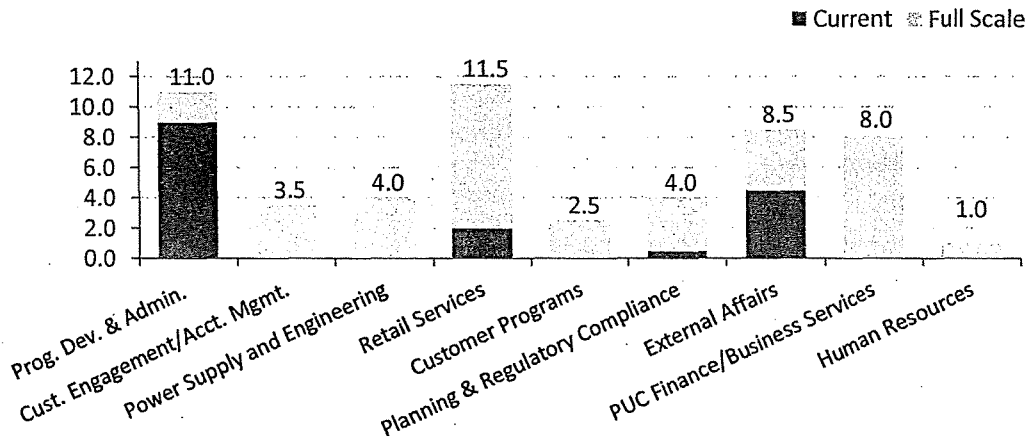 Current Full Scale
12.0
10.0
8.0
6.0
4.0
2.0
0.0
11.0
3.5
4.0
11.5
2.5
4.0
8.5
8.0
1.0
Prog. Dev. & Admin.
Cust. Engagement/Acct. Mgmt.
Power Supply and Engineering
Retail Services
Customer Programs
Planning & Regulatory Compliance
External Affairs
PUC Finance/Business Services
Human Resources